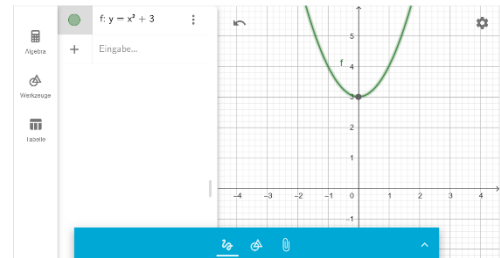 f: y = x² + 3
Eingabe...
Algebra
Werkzeuge
Tabelle
f
5
4
3
2
1
-4 -3 -2 -1 0 1 2 3 4
-1